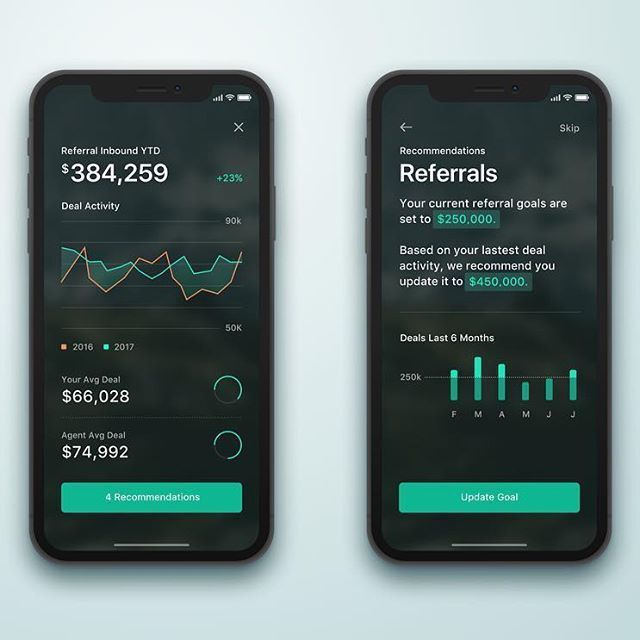 Referral Inbound YTD
$384,259
+23%
Deal Activity
90k
50K
2016
2017
Your Avg Deal
$66,028
Agent Avg Deal
$74,992
4 Recommendations
Skip
Recommendations
Referrals
Your current referral goals are
set to $250,000.
Based on your lastest deal
activity, we recommend you
update it to $450,000.
Deals Last 6 Months
250k
F M A M J J
Update Goal